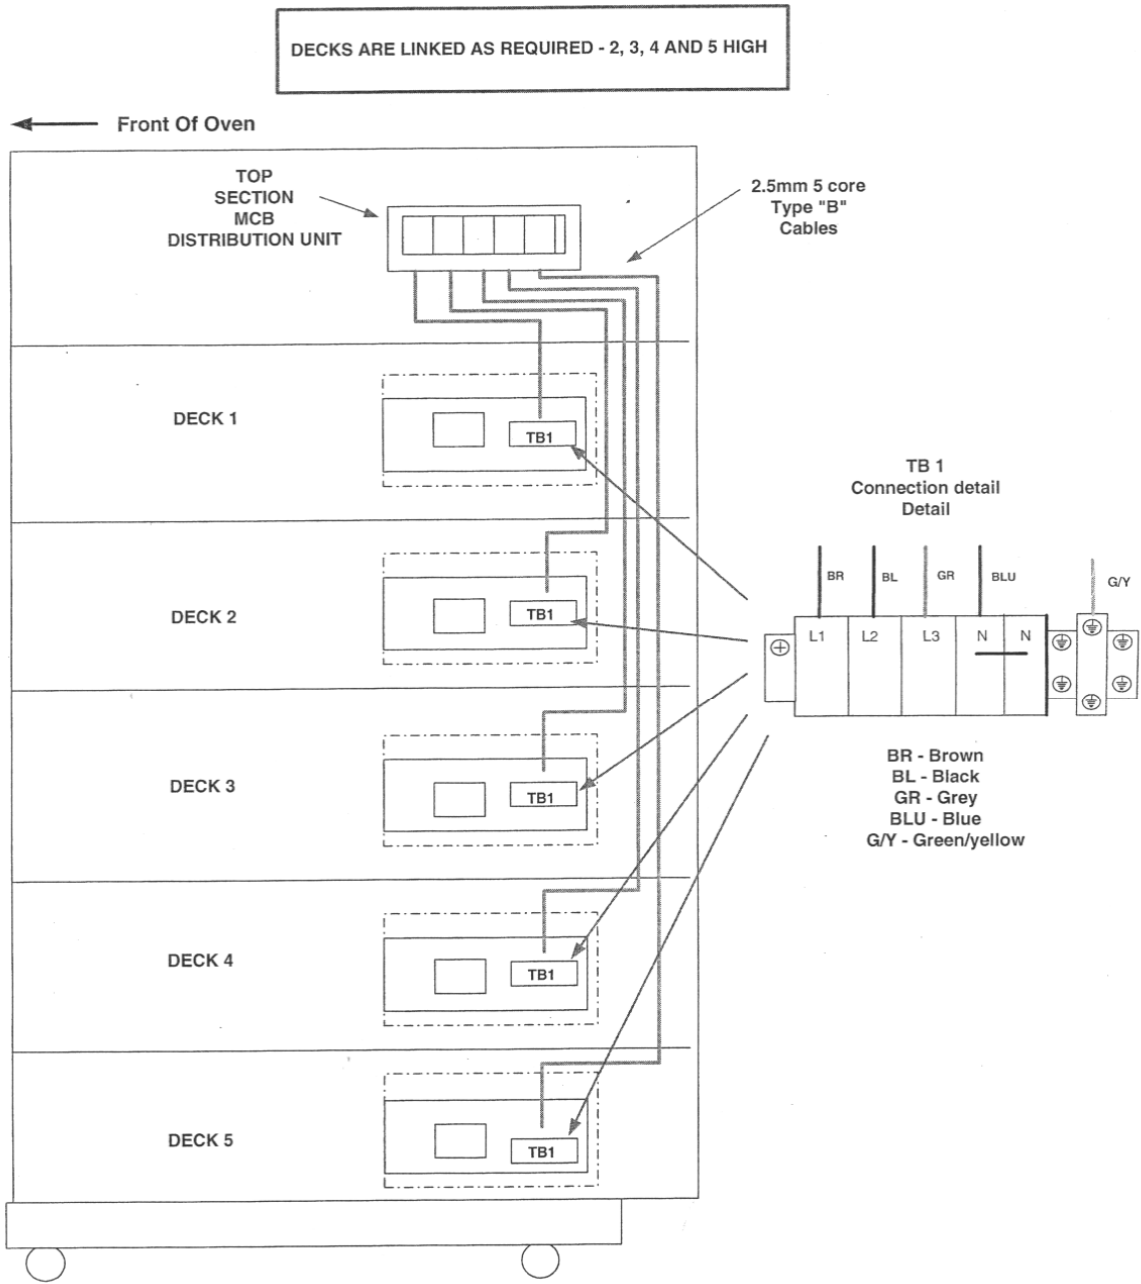 DECKS ARE LINKED AS REQUIRED - 2, 3, 4 AND 5 HIGH
Front Of Oven
TOP
SECTION
MCB
DISTRIBUTION UNIT
2.5mm 5 core
Type "B"
Cables
DECK 1
TB1
DECK 2
TB1
DECK 3
TB1
DECK 4
TB1
DECK 5
TB1
TB 1
Connection detail
Detail
BR
BL
GR
BLU
G/Y
L1
L2
L3
N
N
BR - Brown
BL - Black
GR - Grey
BLU - Blue
G/Y - Green/yellow